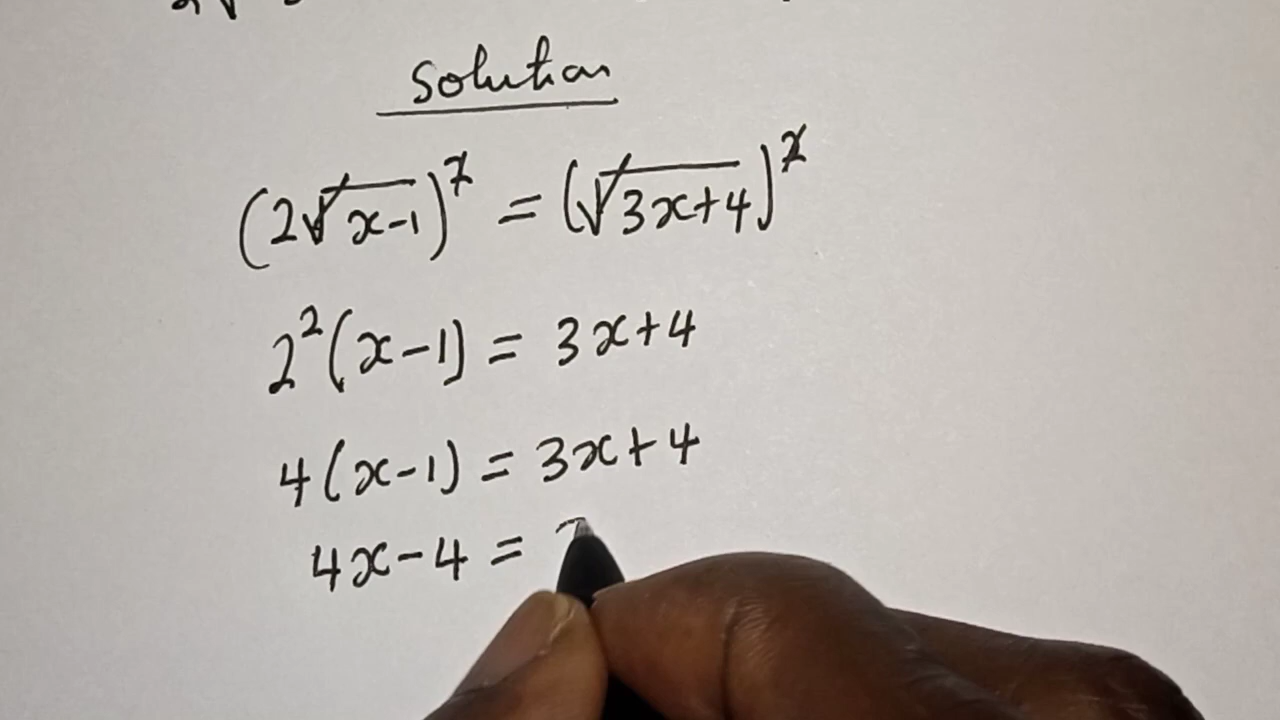 Solution
(2√(x-1))² = (√(3x+4))²
2²(x-1) = 3x+4
4(x-1) = 3x+4
4x-4 =